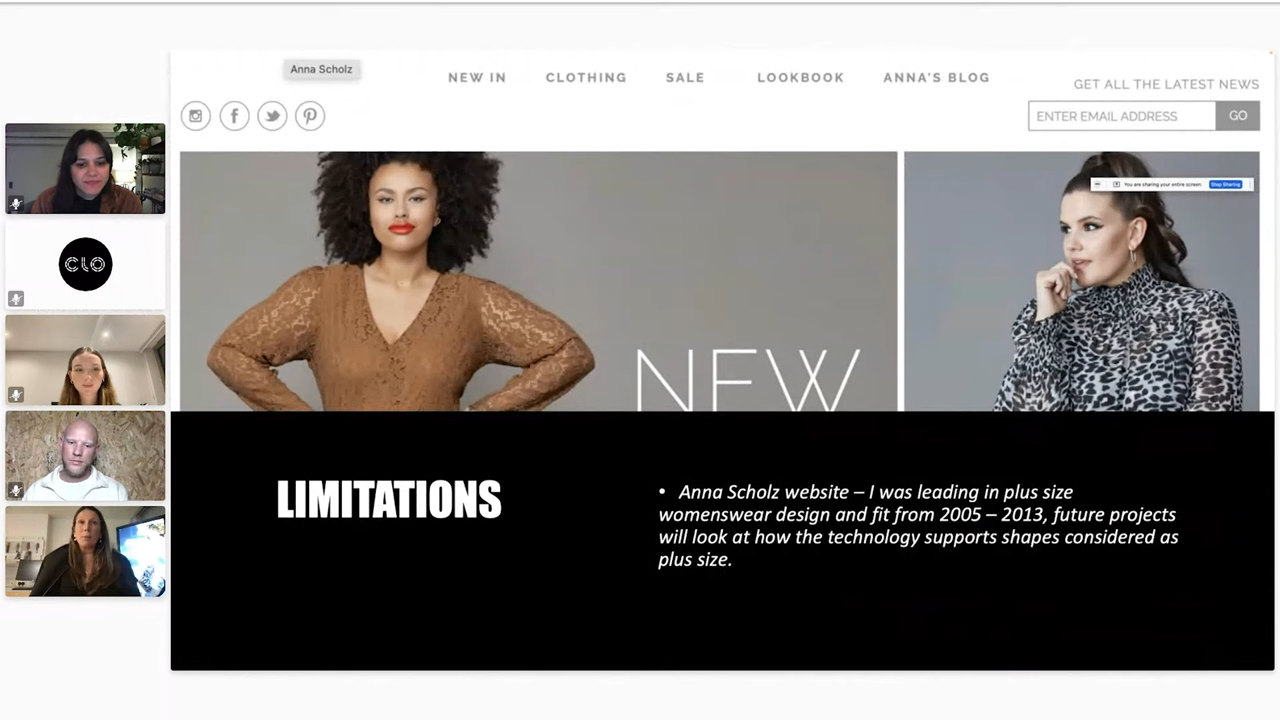 Anna Scholz
NEW IN CLOTHING SALE LOOKBOOK ANNA'S BLOG
GET ALL THE LATEST NEWS
ENTER EMAIL ADDRESS GO
You are sharing your entire screen. Stop Sharing
CLO
NEW
LIMITATIONS
• Anna Scholz website – I was leading in plus size
womenswear design and fit from 2005 – 2013, future projects
will look at how the technology supports shapes considered as
plus size.